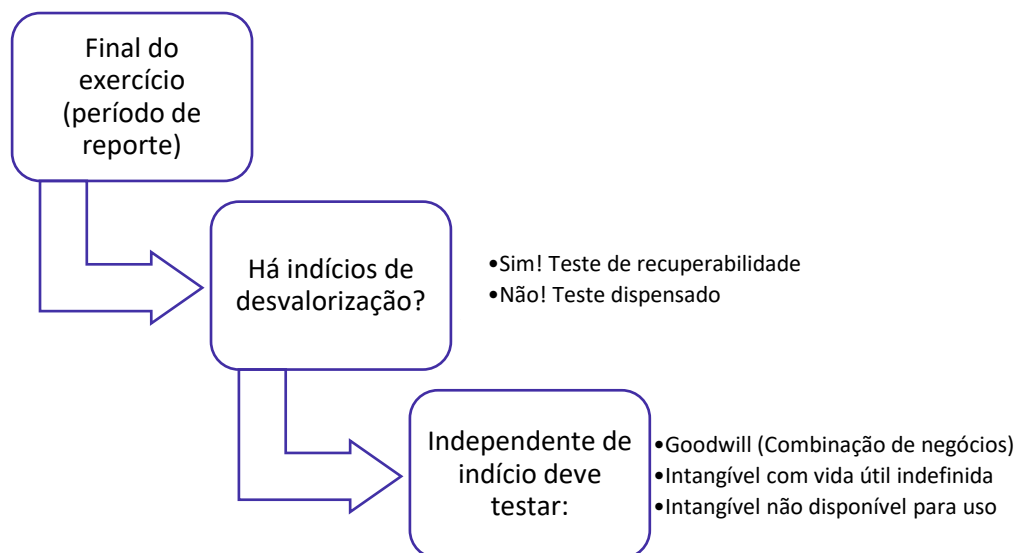 Final do
exercício
(período de
reporte)
Há indícios de
desvalorização?
•Sim! Teste de recuperabilidade
•Não! Teste dispensado
Independente de
indício deve
testar:
•Goodwill (Combinação de negócios)
•Intangível com vida útil indefinida
•Intangível não disponível para uso